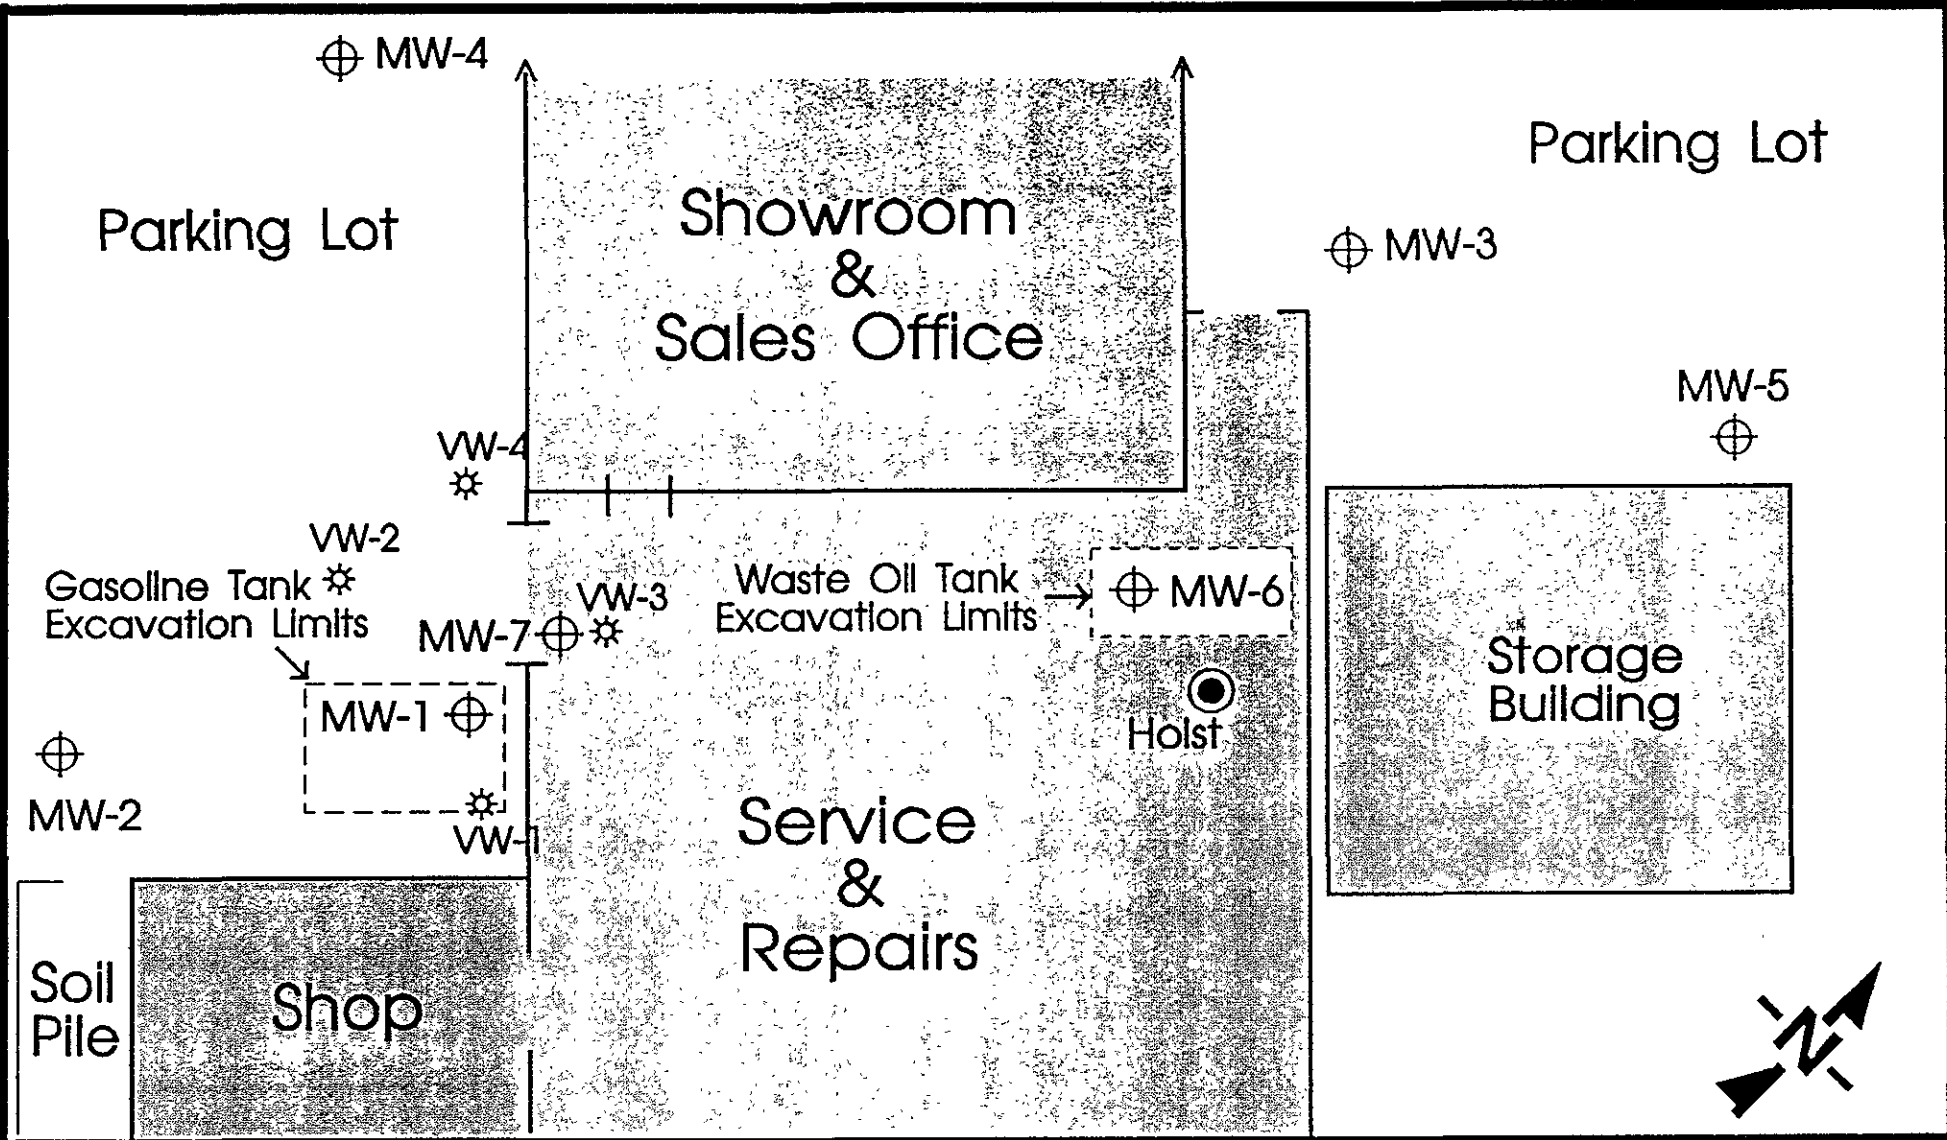 MW-4
Parking Lot
Showroom
&
Sales Office
Parking Lot
MW-3
MW-5
VW-4
VW-2
Gasoline Tank
Excavation Limits
VW-3
MW-7
Waste Oil Tank
Excavation Limits
MW-6
MW-1
MW-2
VW-1
Hoist
Storage
Building
Service
&
Repairs
Soil
Pile
Shop
N